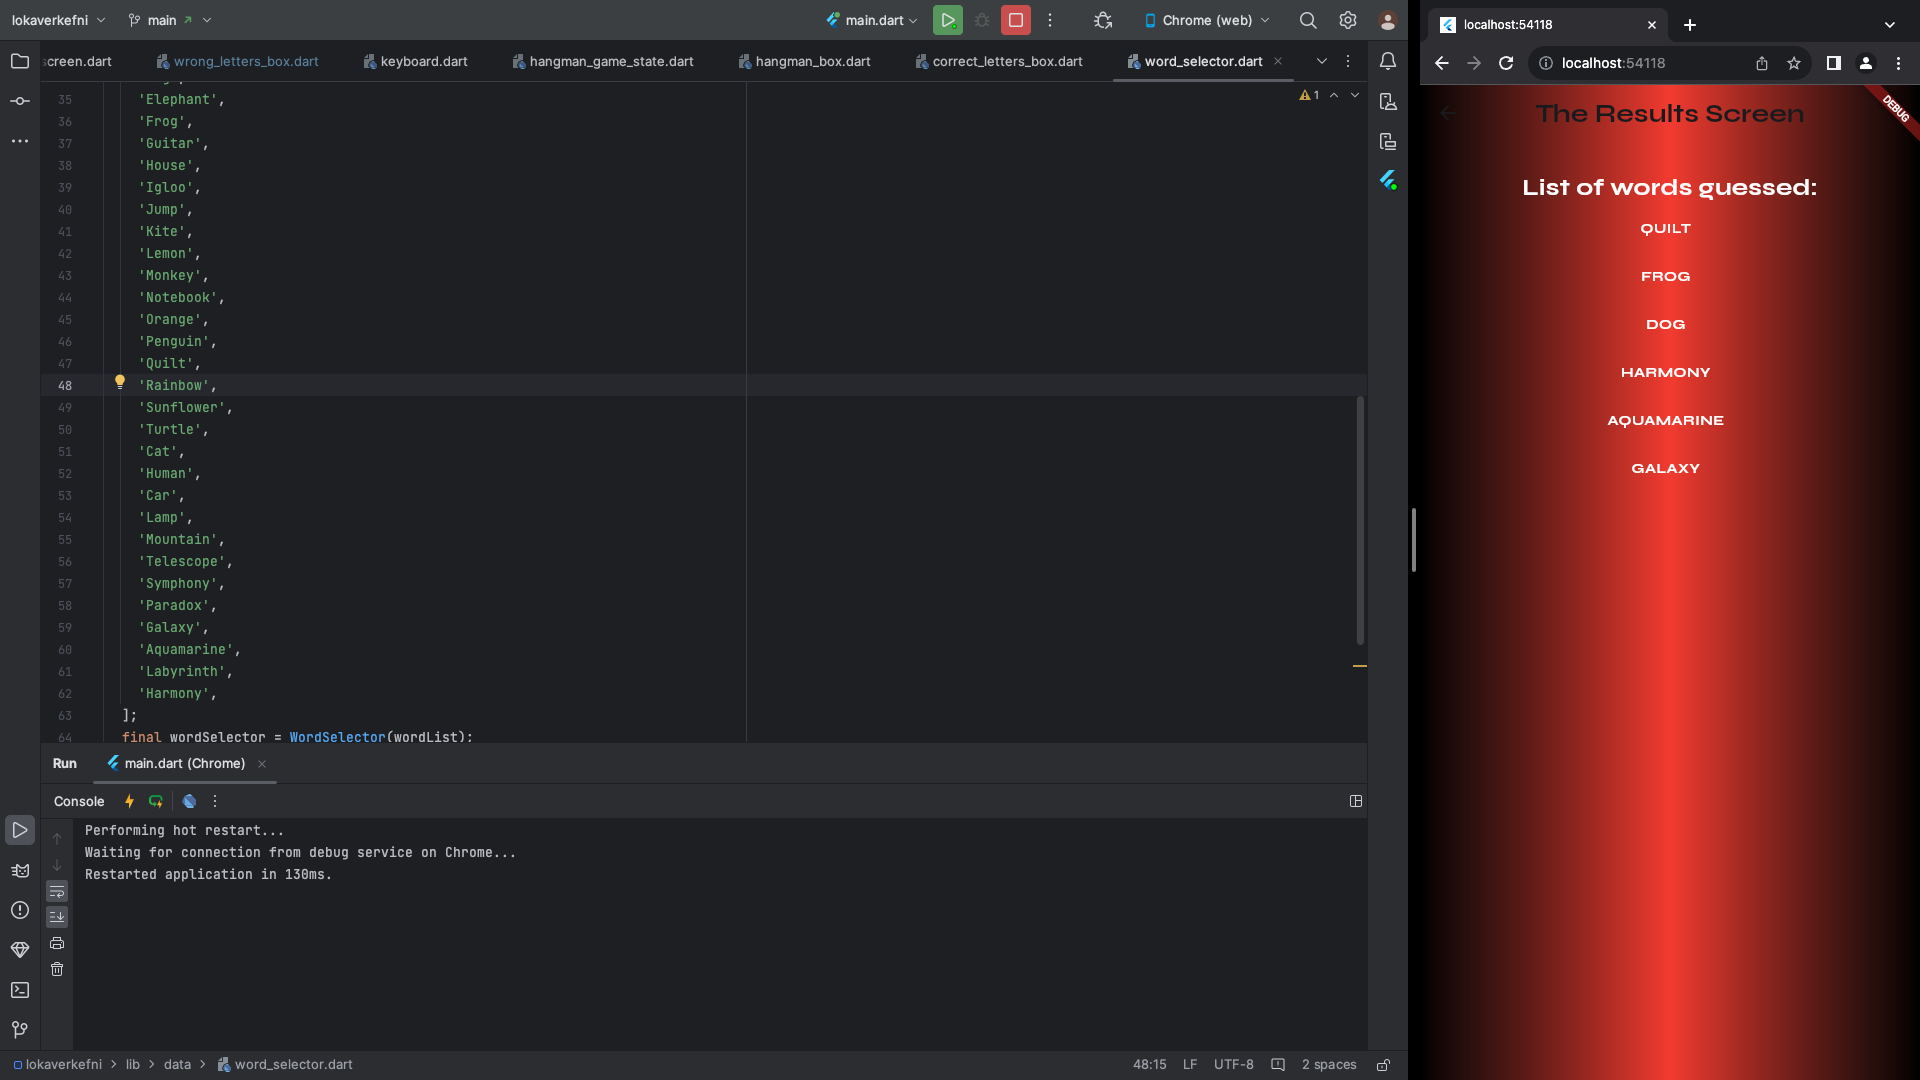 lokaverkefni
main
main.dart
Chrome (web)
screen.dart
wrong_letters_box.dart
keyboard.dart
hangman_game_state.dart
hangman_box.dart
correct_letters_box.dart
word_selector.dart
1
35 'Elephant',
36 'Frog',
37 'Guitar',
38 'House',
39 'Igloo',
40 'Jump',
41 'Kite',
42 'Lemon',
43 'Monkey',
44 'Notebook',
45 'Orange',
46 'Penguin',
47 'Quilt',
48 'Rainbow',
49 'Sunflower',
50 'Turtle',
51 'Cat',
52 'Human',
53 'Car',
54 'Lamp',
55 'Mountain',
56 'Telescope',
57 'Symphony',
58 'Paradox',
59 'Galaxy',
60 'Aquamarine',
61 'Labyrinth',
62 'Harmony',
63 ];
64 final wordSelector = WordSelector(wordList);
Run
main.dart (Chrome)
Console
Performing hot restart...
Waiting for connection from debug service on Chrome...
Restarted application in 130ms.
lokaverkefni > lib > data > word_selector.dart
48:15 LF UTF-8 2 spaces
localhost:54118
localhost:54118
DEBUG
The Results Screen
List of words guessed:
QUILT
FROG
DOG
HARMONY
AQUAMARINE
GALAXY